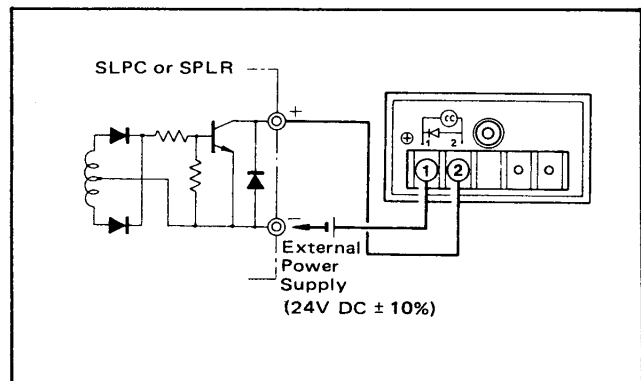 SLPC or SPLR
+
CC
⊕
1 2
1 2
−
External
Power
Supply
(24V DC ± 10%)